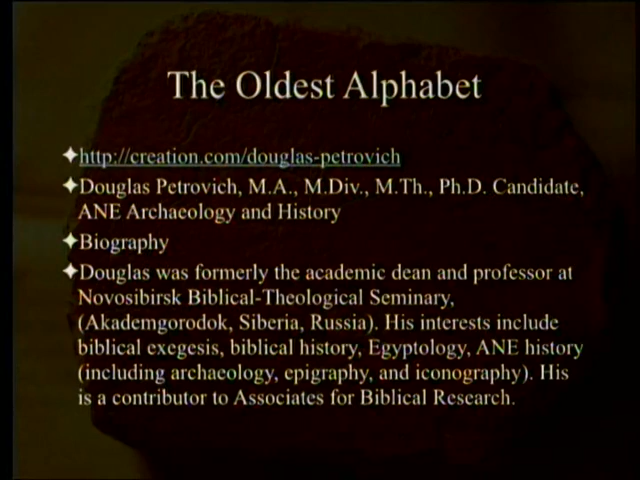 The Oldest Alphabet
✦http://creation.com/douglas-petrovich
✦Douglas Petrovich, M.A., M.Div., M.Th., Ph.D. Candidate,
ANE Archaeology and History
✦Biography
✦Douglas was formerly the academic dean and professor at
Novosibirsk Biblical-Theological Seminary,
(Akademgorodok, Siberia, Russia). His interests include
biblical exegesis, biblical history, Egyptology, ANE history
(including archaeology, epigraphy, and iconography). His
is a contributor to Associates for Biblical Research.